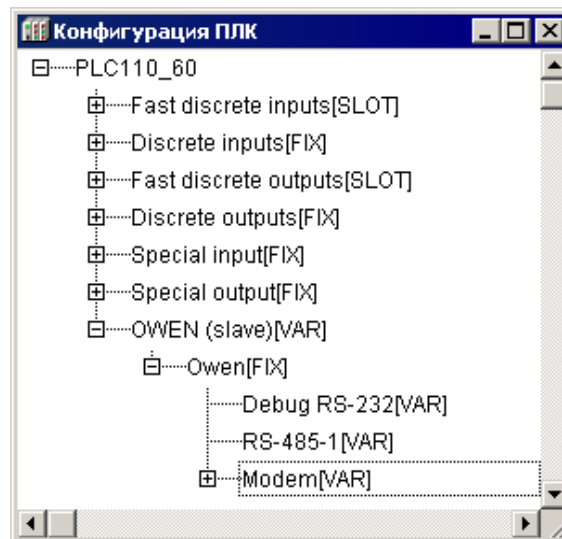 Конфигурация ПЛК
PLC110_60
Fast discrete inputs[SLOT]
Discrete inputs[FIX]
Fast discrete outputs[SLOT]
Discrete outputs[FIX]
Special input[FIX]
Special output[FIX]
OWEN (slave)[VAR]
Owen[FIX]
Debug RS-232[VAR]
RS-485-1[VAR]
Modem[VAR]